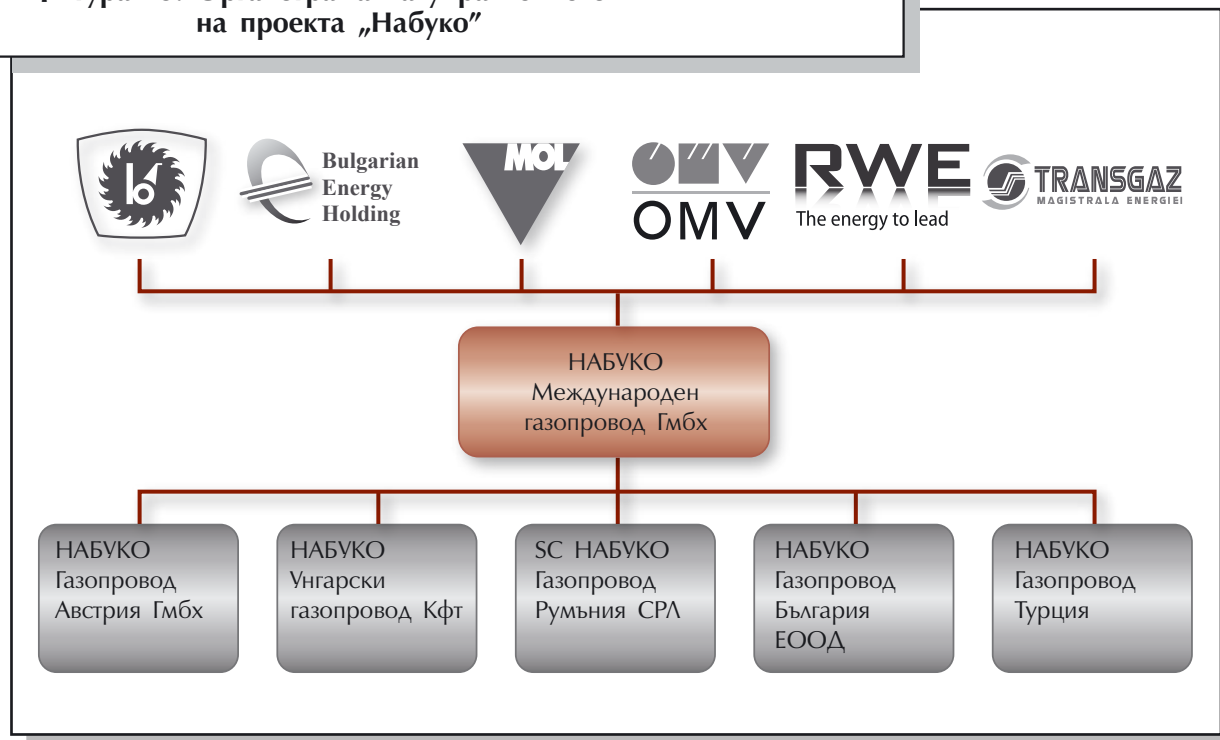 на проекта „Набуко”
Bulgarian
Energy
Holding
MOL
OMV
OMV
RWE
The energy to lead
TRANSGAZ
MAGISTRALA ENERGIEI
НАБУКО
Международен
газопровод Гмбх
НАБУКО
Газопровод
Австрия Гмбх
НАБУКО
Унгарски
газопровод Кфт
SC НАБУКО
Газопровод
Румъния СРЛ
НАБУКО
Газопровод
България
ЕООД
НАБУКО
Газопровод
Турция